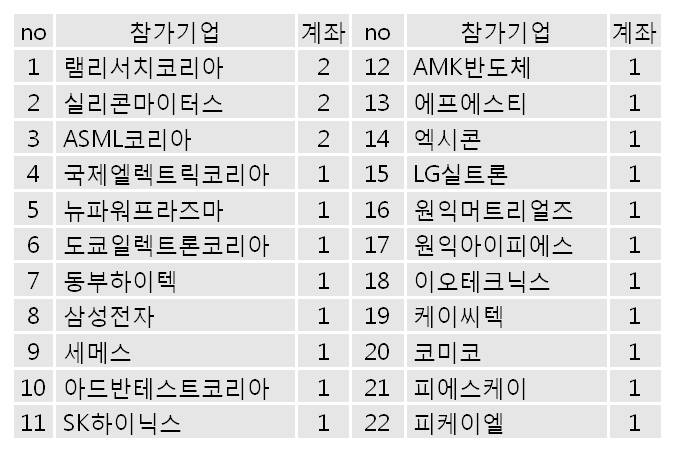 no 참가기업 계좌 no 참가기업 계좌
1 램리서치코리아 2 12 AMK반도체 1
2 실리콘마이터스 2 13 에프에스티 1
3 ASML코리아 2 14 엑시콘 1
4 국제엘렉트릭코리아 1 15 LG실트론 1
5 뉴파워프라즈마 1 16 원익머트리얼즈 1
6 도쿄일렉트론코리아 1 17 원익아이피에스 1
7 동부하이텍 1 18 이오테크닉스 1
8 삼성전자 1 19 케이씨텍 1
9 세메스 1 20 코미코 1
10 아드반테스트코리아 1 21 피에스케이 1
11 SK하이닉스 1 22 피케이엘 1